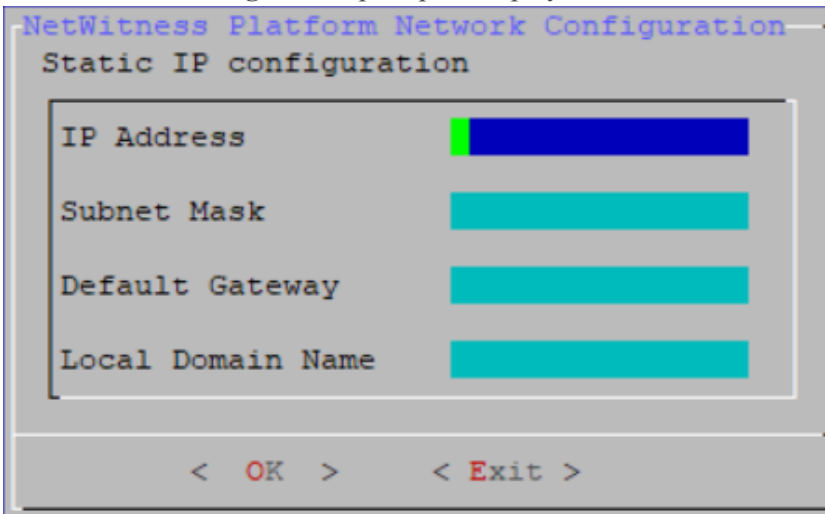 NetWitness Platform Network Configuration
Static IP configuration
IP Address
Subnet Mask
Default Gateway
Local Domain Name
< OK > < Exit >